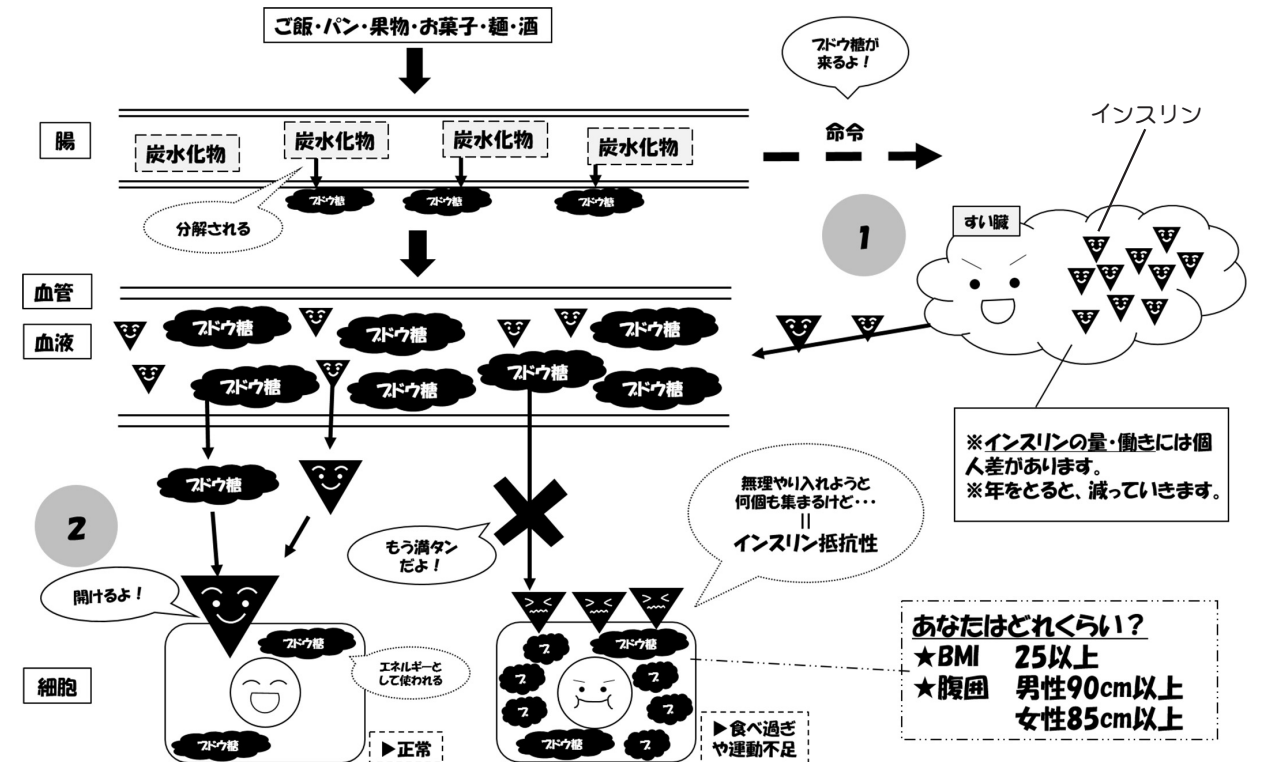 ご飯・パン・果物・お菓子・麺・酒
ブドウ糖が
来るよ！
腸
炭水化物
炭水化物
炭水化物
炭水化物
命令
インスリン
ブドウ糖
ブドウ糖
ブドウ糖
分解される
1
すい臓
血管
血液
ブドウ糖
ブドウ糖
ブドウ糖
ブドウ糖
ブドウ糖
ブドウ糖
ブドウ糖
※インスリンの量・働きには個
人差があります。
※年をとると、減っていきます。
ブドウ糖
2
無理やり入れようと
何個も集まるけど・・・
||
インスリン抵抗性
もう満タン
だよ！
開けるよ！
ブドウ糖
エネルギーと
して使われる
細胞
ブドウ糖
▶正常
ブ
ブドウ糖
ブ
ブ
ブ
ブ
ブドウ糖
ブ
▶食べ過ぎ
や運動不足
あなたはどれくらい？
★BMI 25以上
★腹囲 男性90cm以上
女性85cm以上